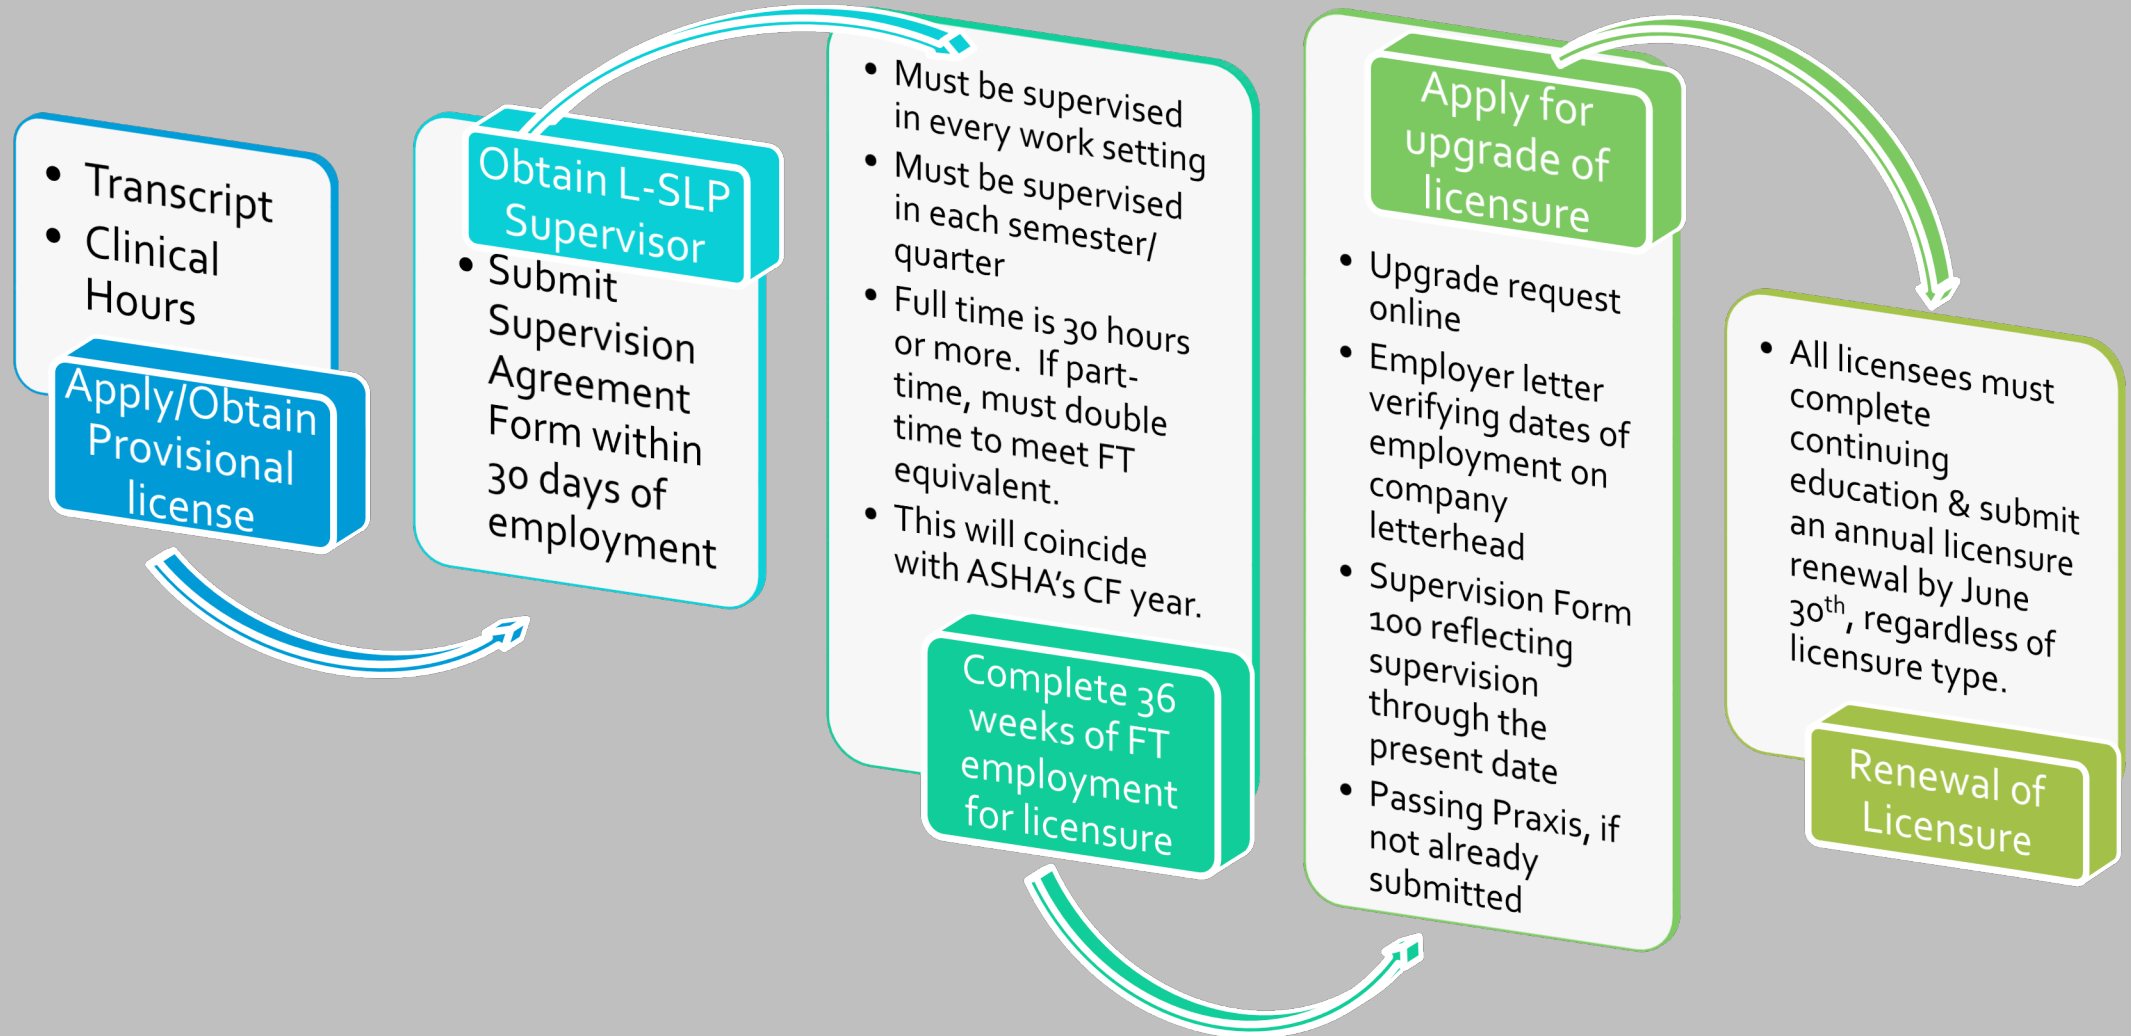 • Transcript
• Clinical
Hours
Apply/Obtain
Provisional
license
Obtain L-SLP
Supervisor
• Submit
Supervision
Agreement
Form within
30 days of
employment
• Must be supervised
in every work setting
• Must be supervised
in each semester/
quarter
• Full time is 30 hours
or more.  If part-
time, must double
time to meet FT
equivalent.
• This will coincide
with ASHA’s CF year.
Complete 36
weeks of FT
employment
for licensure
Apply for
upgrade of
licensure
• Upgrade request
online
• Employer letter
verifying dates of
employment on
company
letterhead
• Supervision Form
100 reflecting
supervision
through the
present date
• Passing Praxis, if
not already
submitted
• All licensees must
complete
continuing
education & submit
an annual licensure
renewal by June
30th, regardless of
licensure type.
Renewal of
Licensure